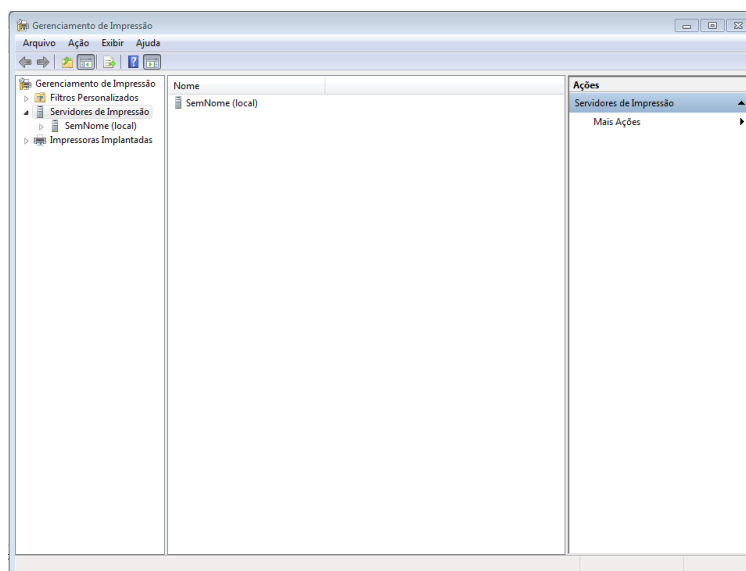 Gerenciamento de Impressão
Arquivo Ação Exibir Ajuda
Gerenciamento de Impressão
Filtros Personalizados
Servidores de Impressão
SemNome (local)
Impressoras Implantadas
Nome
SemNome (local)
Ações
Servidores de Impressão
Mais Ações